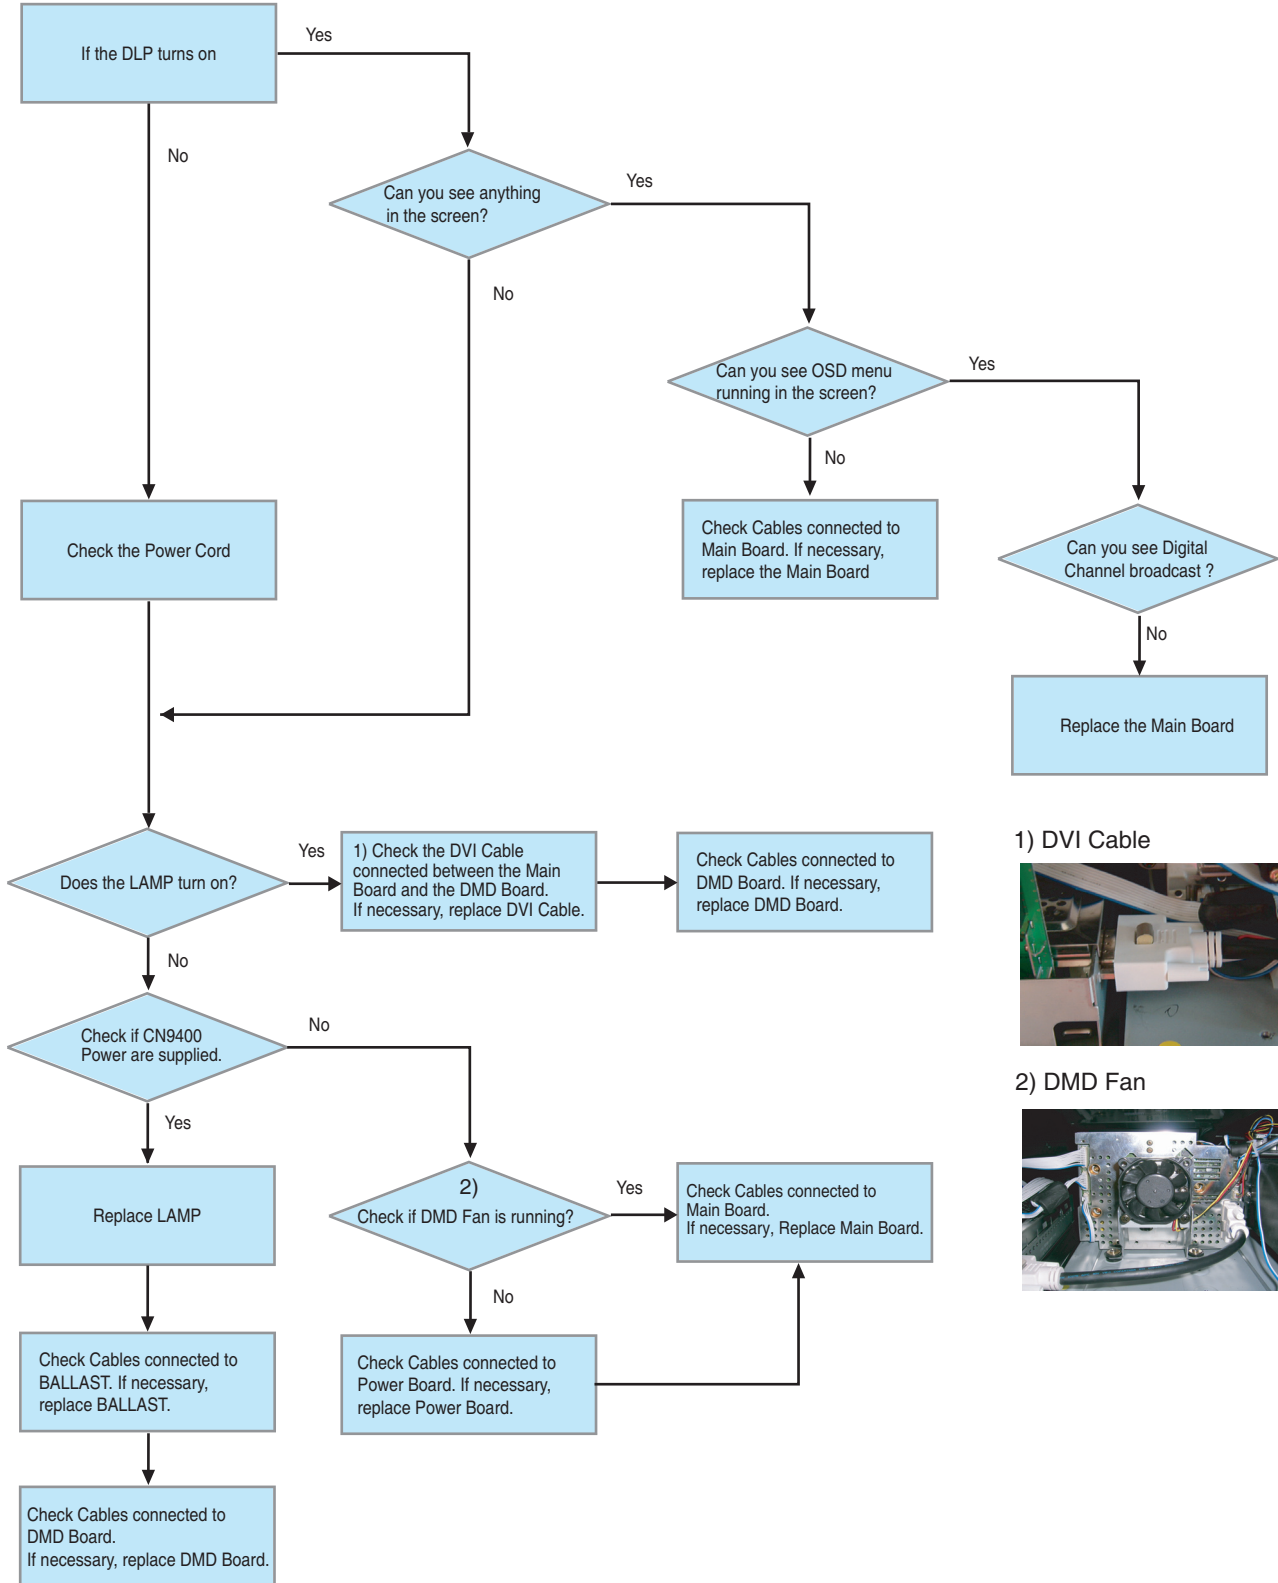 If the DLP turns on
Yes
No
Can you see anything
in the screen?
Yes
No
Can you see OSD menu
running in the screen?
Yes
No
Check the Power Cord
Check Cables connected to
Main Board. If necessary,
replace the Main Board
Can you see Digital
Channel broadcast ?
No
Replace the Main Board
Does the LAMP turn on?
Yes
No
1) Check the DVI Cable
connected between the Main
Board and the DMD Board.
If necessary, replace DVI Cable.
Check Cables connected to
DMD Board. If necessary,
replace DMD Board.
1) DVI Cable
Check if CN9400
Power are supplied.
No
Yes
2) DMD Fan
Replace LAMP
2)
Check if DMD Fan is running?
Yes
No
Check Cables connected to
Main Board.
If necessary, Replace Main Board.
Check Cables connected to
BALLAST. If necessary,
replace BALLAST.
Check Cables connected to
Power Board. If necessary,
replace Power Board.
Check Cables connected to
DMD Board.
If necessary, replace DMD Board.